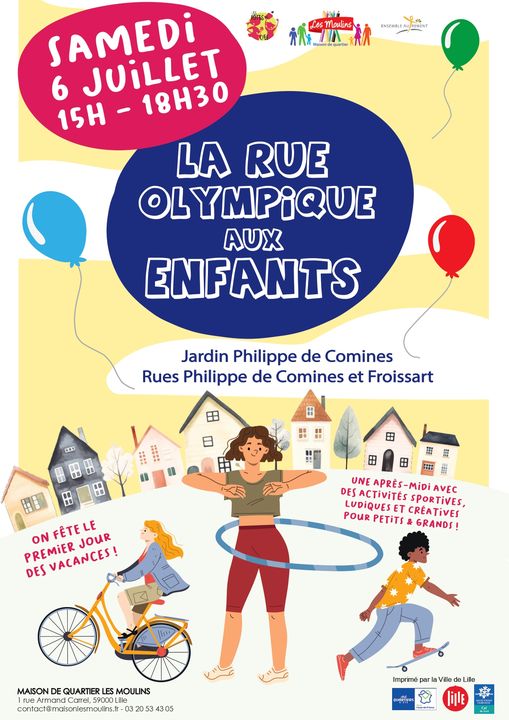 SAMEDI
6 JUILLET
15H - 18H30
Les Moulins
Maison de quartier
ENSEMBLE AUTREMENT
LA RUE
OLYMPIQUE
AUX
ENFANTS
Jardin Philippe de Comines
Rues Philippe de Comines et Froissart
UNE APRÈS-MIDI AVEC
DES ACTIVITÉS SPORTIVES,
LUDIQUES ET CRÉATIVES
POUR PETITS & GRANDS !
ON FÊTE LE
PREMIER JOUR
DES VACANCES !
MAISON DE QUARTIER LES MOULINS
1 rue Armand Carrel, 59000 Lille
contact@maisonlesmoulins.fr - 03 20 53 43 05
Imprimé par la Ville de Lille
Lille